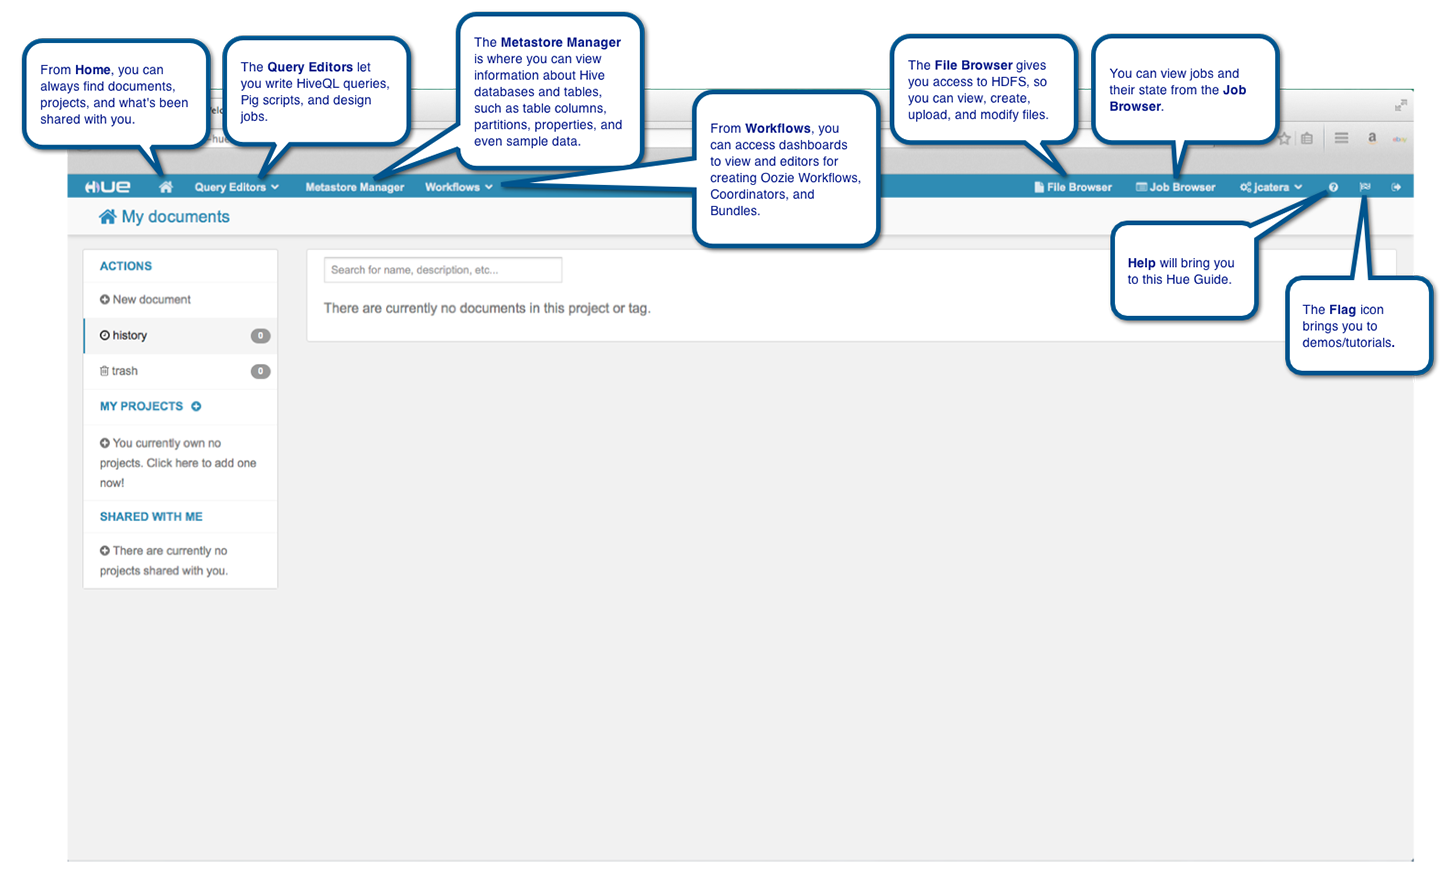 From Home, you can
always find documents,
projects, and what's been
shared with you.
The Query Editors let
you write HiveQL queries,
Pig scripts, and design
jobs.
The Metastore Manager
is where you can view
information about Hive
databases and tables,
such as table columns,
partitions, properties, and
even sample data.
From Workflows, you
can access dashboards
to view and editors for
creating Oozie Workflows,
Coordinators, and
Bundles.
The File Browser gives
you access to HDFS, so
you can view, create,
upload, and modify files.
You can view jobs and
their state from the Job
Browser.
HUE Query Editors Metastore Manager Workflows File Browser Job Browser jcatera
Help will bring you
to this Hue Guide.
The Flag icon
brings you to
demos/tutorials.
My documents
ACTIONS
New document
history 0
trash 0
MY PROJECTS
You currently own no
projects. Click here to add one
now!
SHARED WITH ME
There are currently no
projects shared with you.
Search for name, description, etc...
There are currently no documents in this project or tag.